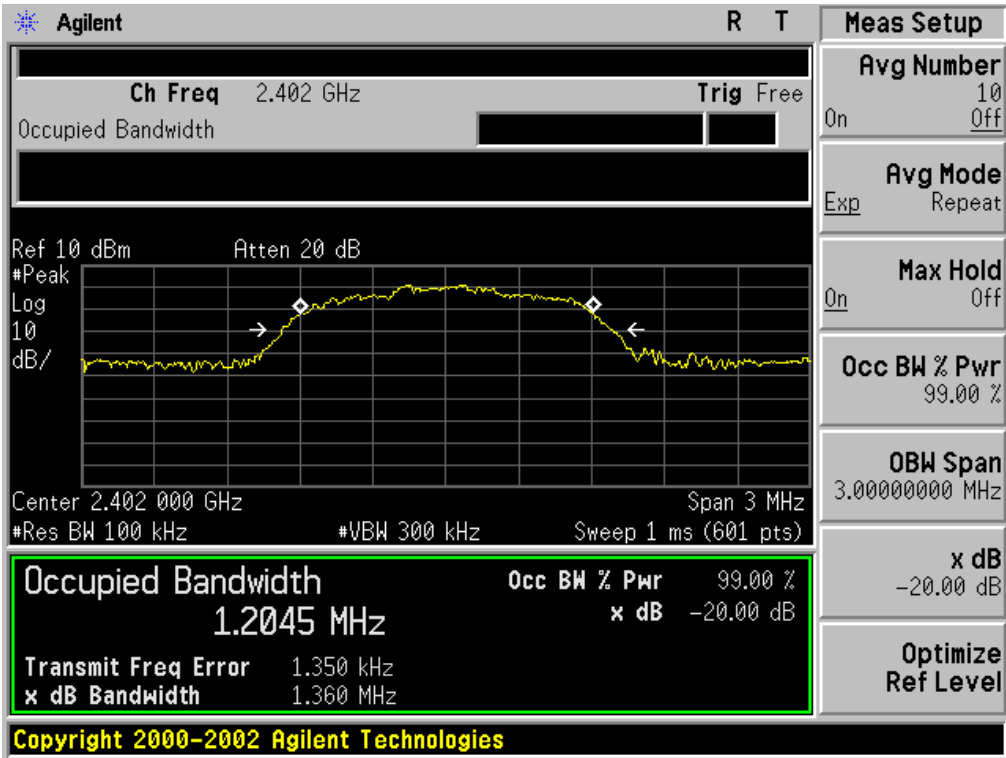 Agilent R T
Ch Freq 2.402 GHz Trig Free
Occupied Bandwidth
Ref 10 dBm Atten 20 dB
#Peak
Log
10
dB/
Center 2.402 000 GHz Span 3 MHz
#Res BW 100 kHz #VBW 300 kHz Sweep 1 ms (601 pts)
Occupied Bandwidth
1.2045 MHz
Occ BW % Pwr 99.00 %
x dB -20.00 dB
Transmit Freq Error 1.350 kHz
x dB Bandwidth 1.360 MHz
Copyright 2000-2002 Agilent Technologies
Meas Setup
Avg Number
10
On Off
Avg Mode
Exp Repeat
Max Hold
On Off
Occ BW % Pwr
99.00 %
OBW Span
3.00000000 MHz
x dB
-20.00 dB
Optimize
Ref Level